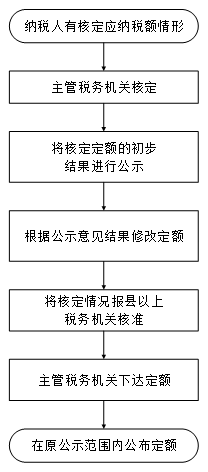 纳税人有核定应纳税额情形
主管税务机关核定
将核定定额的初步
结果进行公示
根据公示意见结果修改定额
将核定情况报县以上
税务机关核准
主管税务机关下达定额
在原公示范围内公布定额